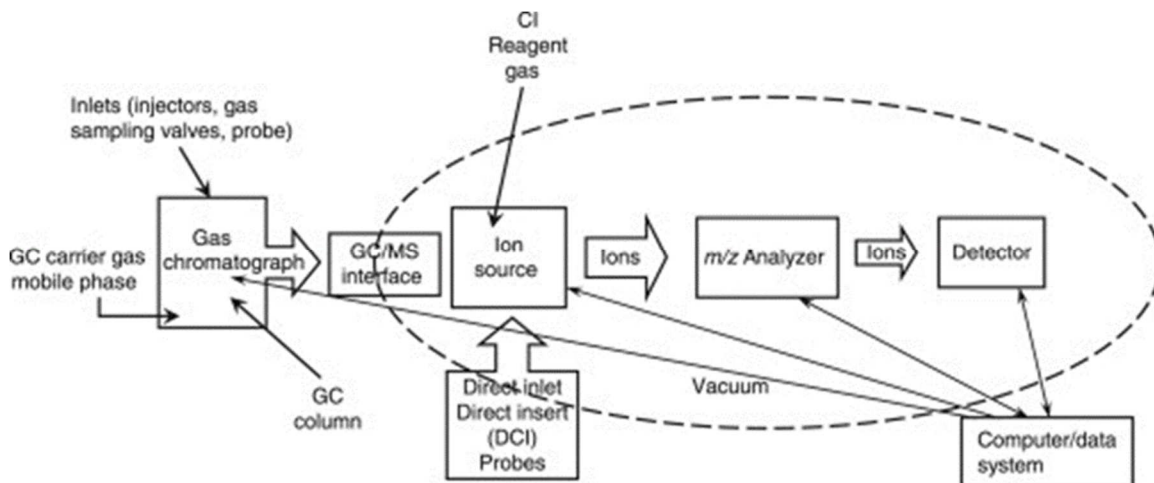 CI
Reagent
gas
Inlets (injectors, gas
sampling valves, probe)
GC carrier gas
mobile phase
Gas
chromatograph
GC/MS
interface
Ion
source
Ions
m/z Analyzer
Ions
Detector
GC
column
Direct inlet
Direct insert
(DCI)
Probes
Vacuum
Computer/data
system